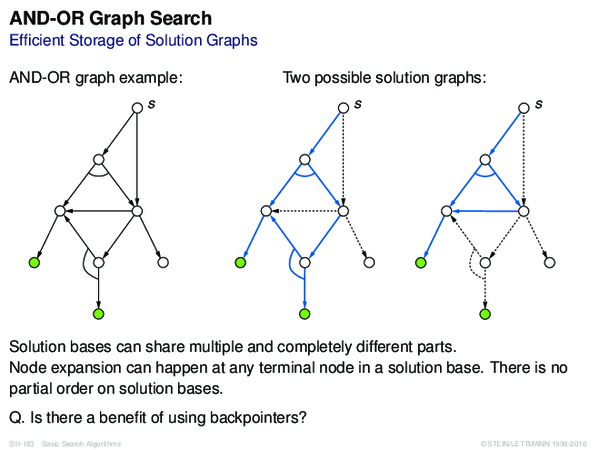 AND-OR Graph Search
Efficient Storage of Solution Graphs
AND-OR graph example:
Two possible solution graphs:
s
s
s
Solution bases can share multiple and completely different parts.
Node expansion can happen at any terminal node in a solution base. There is no
partial order on solution bases.
Q. Is there a benefit of using backpointers?
S:II-183 Basic Search Algorithms
©STEIN/LETTMANN 1998-2018